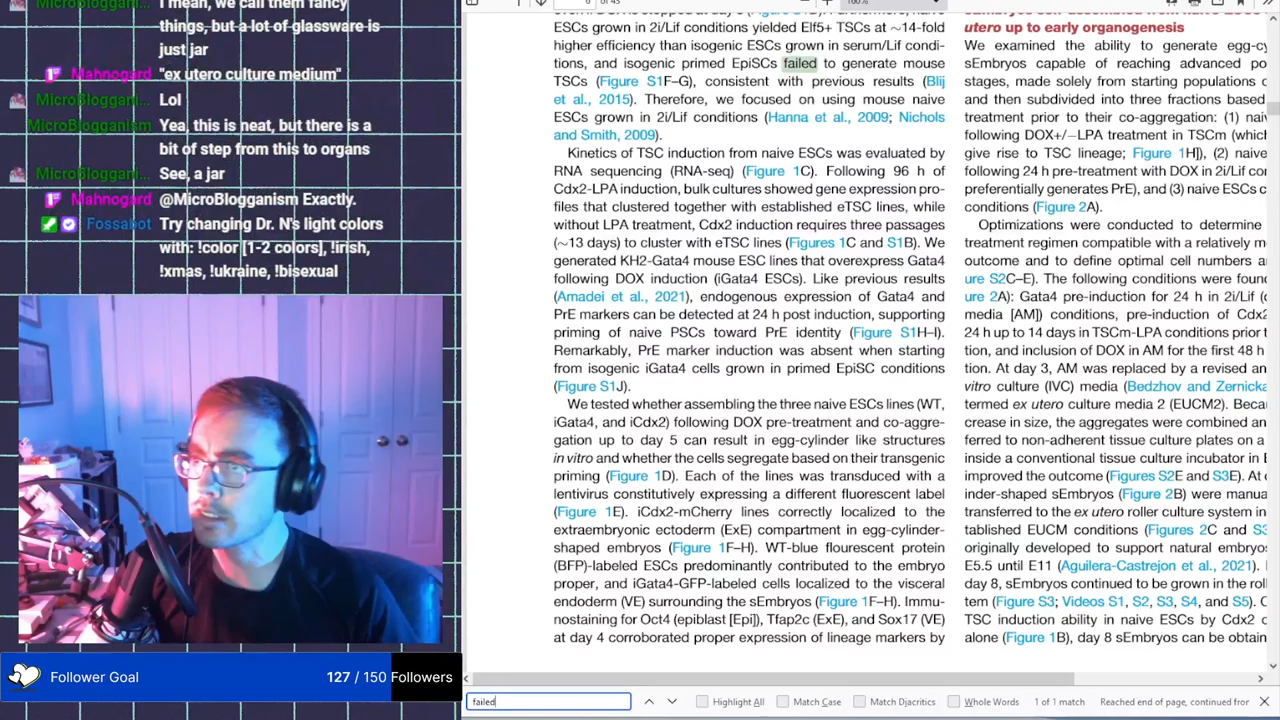 I mean, we call them fancy
things, but a lot of glassware is
just jar
Mahnogard "ex utero culture medium"
MicroBloggani... Lol
MicroBlogganism Yea, this is neat, but there is a
bit of step from this to organs
MicroBloggani... See, a jar
Mahnogard @MicroBlogganism Exactly.
Fossabot Try changing Dr. N's light colors
with: !color [1-2 colors], !irish,
!xmas, !ukraine, !bisexual
Follower Goal 127 / 150 Followers
100%
ESCs grown in 2i/Lif conditions yielded Elf5+ TSCs at ∼14-fold
higher efficiency than isogenic ESCs grown in serum/Lif condi-
tions, and isogenic primed EpiSCs failed to generate mouse
TSCs (Figure S1F–G), consistent with previous results (Blij
et al., 2015). Therefore, we focused on using mouse naive
ESCs grown in 2i/Lif conditions (Hanna et al., 2009; Nichols
and Smith, 2009).
Kinetics of TSC induction from naive ESCs was evaluated by
RNA sequencing (RNA-seq) (Figure 1C). Following 96 h of
Cdx2-LPA induction, bulk cultures showed gene expression pro-
files that clustered together with established eTSC lines, while
without LPA treatment, Cdx2 induction requires three passages
(∼13 days) to cluster with eTSC lines (Figures 1C and S1B). We
generated KH2-Gata4 mouse ESC lines that overexpress Gata4
following DOX induction (iGata4 ESCs). Like previous results
(Amadei et al., 2021), endogenous expression of Gata4 and
PrE markers can be detected at 24 h post induction, supporting
priming of naive PSCs toward PrE identity (Figure S1H–I).
Remarkably, PrE marker induction was absent when starting
from isogenic iGata4 cells grown in primed EpiSC conditions
(Figure S1J).
We tested whether assembling the three naive ESCs lines (WT,
iGata4, and iCdx2) following DOX pre-treatment and co-aggre-
gation up to day 5 can result in egg-cylinder like structures
in vitro and whether the cells segregate based on their transgenic
priming (Figure 1D). Each of the lines was transduced with a
lentivirus constitutively expressing a different fluorescent label
(Figure 1E). iCdx2-mCherry lines correctly localized to the
extraembryonic ectoderm (ExE) compartment in egg-cylinder-
shaped embryos (Figure 1F–H). WT-blue flourescent protein
(BFP)-labeled ESCs predominantly contributed to the embryo
proper, and iGata4-GFP-labeled cells localized to the visceral
endoderm (VE) surrounding the sEmbryos (Figure 1F–H). Immu-
nostaining for Oct4 (epiblast [Epi]), Tfap2c (ExE), and Sox17 (VE)
at day 4 corroborated proper expression of lineage markers by
utero up to early organogenesis
We examined the ability to generate egg-cy
sEmbryos capable of reaching advanced po
stages, made solely from starting populations o
and then subdivided into three fractions based
treatment prior to their co-aggregation: (1) nai
following DOX+/−LPA treatment in TSCm (which
give rise to TSC lineage; Figure 1H]), (2) naive
following 24 h pre-treatment with DOX in 2i/Lif con
preferentially generates PrE), and (3) naive ESCs c
conditions (Figure 2A).
Optimizations were conducted to determine
treatment regimen compatible with a relatively m
outcome and to define optimal cell numbers a
ure S2C–E). The following conditions were found
ure 2A): Gata4 pre-induction for 24 h in 2i/Lif (c
media [AM]) conditions, pre-induction of Cdx2
24 h up to 14 days in TSCm-LPA conditions prior t
tion, and inclusion of DOX in AM for the first 48 h
tion. At day 3, AM was replaced by a revised an
vitro culture (IVC) media (Bedzhov and Zernicka
termed ex utero culture media 2 (EUCM2). Becau
crease in size, the aggregates were combined an
ferred to non-adherent tissue culture plates on a
inside a conventional tissue culture incubator in E
improved the outcome (Figures S2E and S3E). At c
inder-shaped sEmbryos (Figure 2B) were manua
transferred to the ex utero roller culture system in
tablished EUCM conditions (Figures 2C and S3
originally developed to support natural embryos
E5.5 until E11 (Aguilera-Castrejon et al., 2021).
day 8, sEmbryos continued to be grown in the roll
tem (Figure S3; Videos S1, S2, S3, S4, and S5). C
TSC induction ability in naive ESCs by Cdx2 o
alone (Figure 1B), day 8 sEmbryos can be obtain
failed Highlight All Match Case Match Diacritics Whole Words 1 of 1 match Reached end of page, continued from